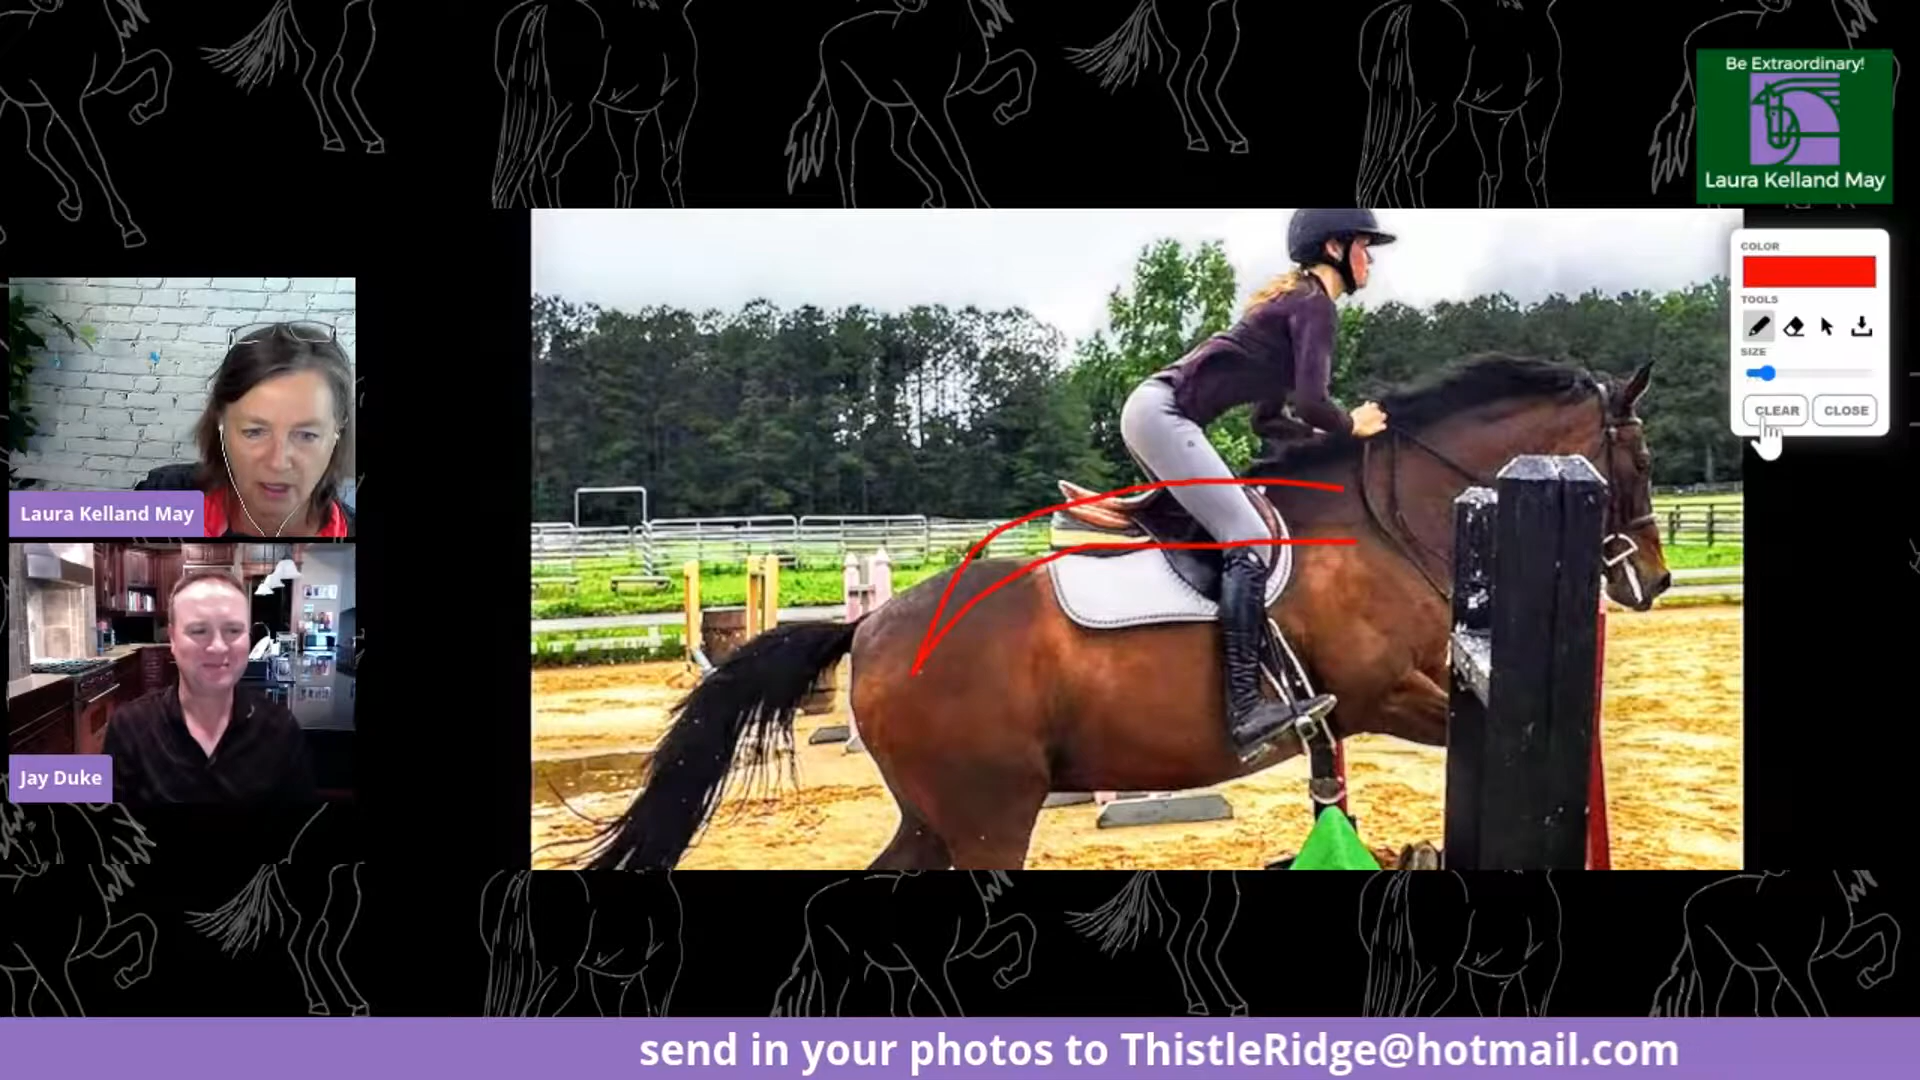 Be Extraordinary!
Laura Kelland May
COLOR
TOOLS
SIZE
CLEAR
CLOSE
Laura Kelland May
Jay Duke
send in your photos to ThistleRidge@hotmail.com